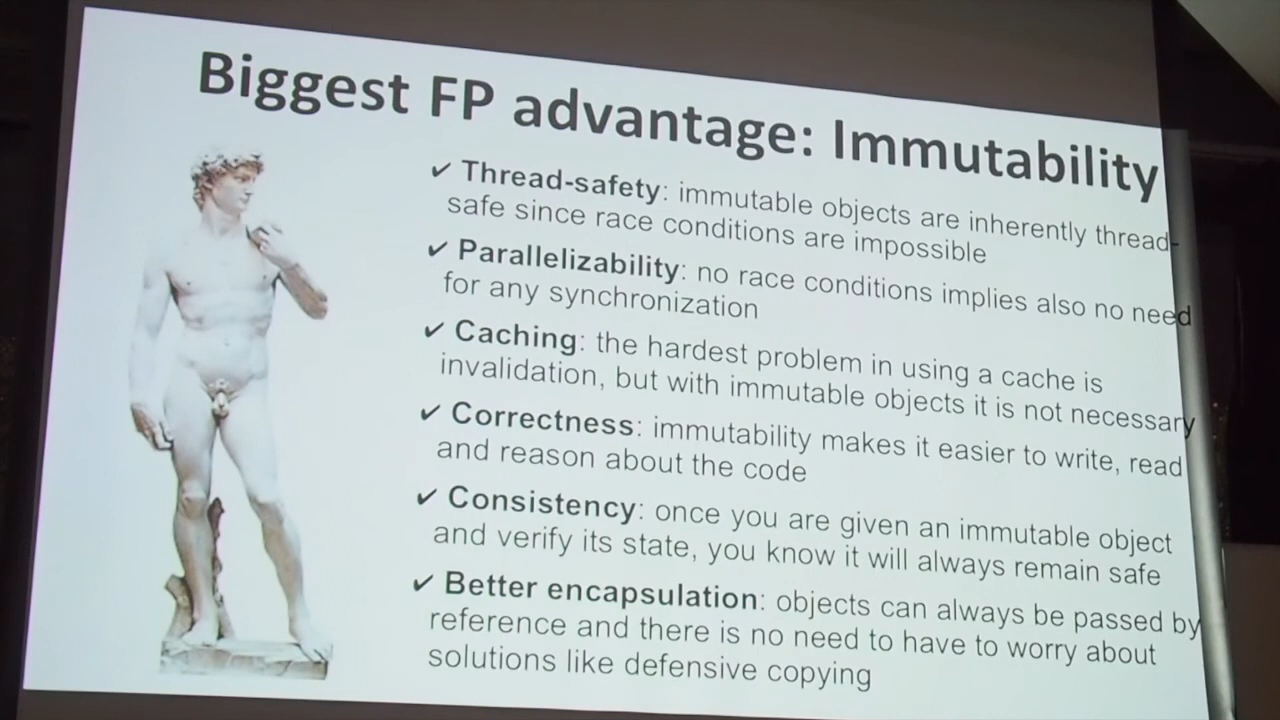 Biggest FP advantage: Immutability
✔ Thread-safety: immutable objects are inherently thread-
safe since race conditions are impossible
✔ Parallelizability: no race conditions implies also no need
for any synchronization
✔ Caching: the hardest problem in using a cache is
invalidation, but with immutable objects it is not necessary
✔ Correctness: immutability makes it easier to write, read
and reason about the code
✔ Consistency: once you are given an immutable object
and verify its state, you know it will always remain safe
✔ Better encapsulation: objects can always be passed by
reference and there is no need to have to worry about
solutions like defensive copying